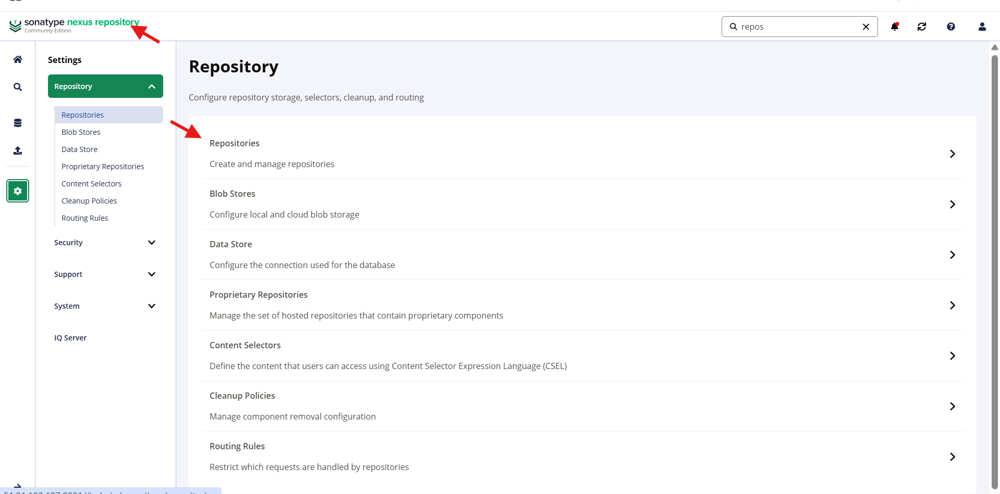 sonatype nexus repository
Community Edition
repos
Settings
Repository
Repositories
Blob Stores
Data Store
Proprietary Repositories
Content Selectors
Cleanup Policies
Routing Rules
Security
Support
System
IQ Server
Repository
Configure repository storage, selectors, cleanup, and routing
Repositories
Create and manage repositories
Blob Stores
Configure local and cloud blob storage
Data Store
Configure the connection used for the database
Proprietary Repositories
Manage the set of hosted repositories that contain proprietary components
Content Selectors
Define the content that users can access using Content Selector Expression Language (CSEL)
Cleanup Policies
Manage component removal configuration
Routing Rules
Restrict which requests are handled by repositories